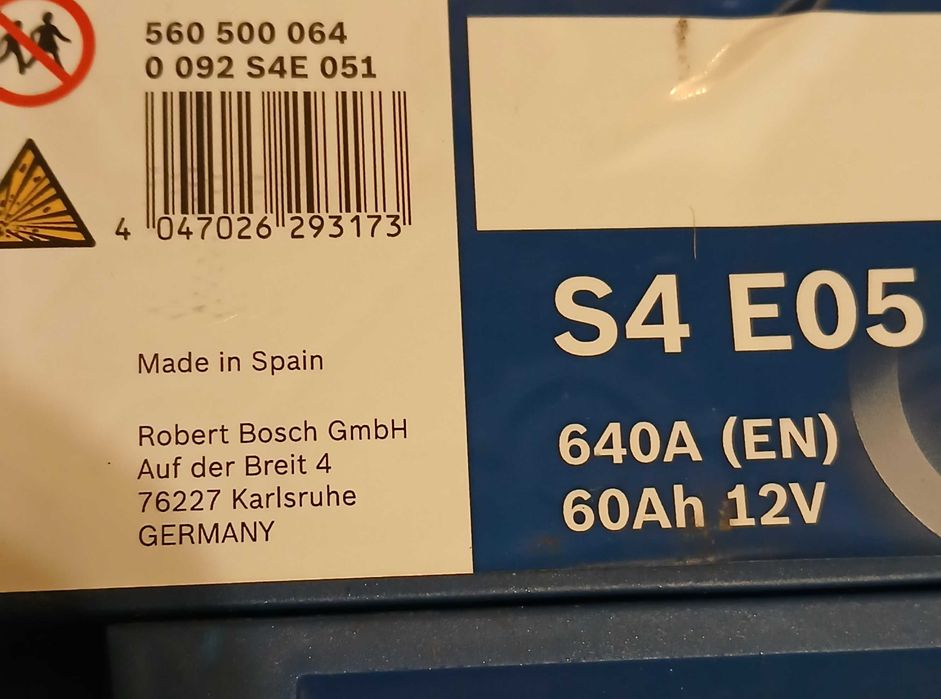 560 500 064
0 092 S4E 051
4 047026 293173
Made in Spain
Robert Bosch GmbH
Auf der Breit 4
76227 Karlsruhe
GERMANY
S4 E05
640A (EN)
60Ah 12V